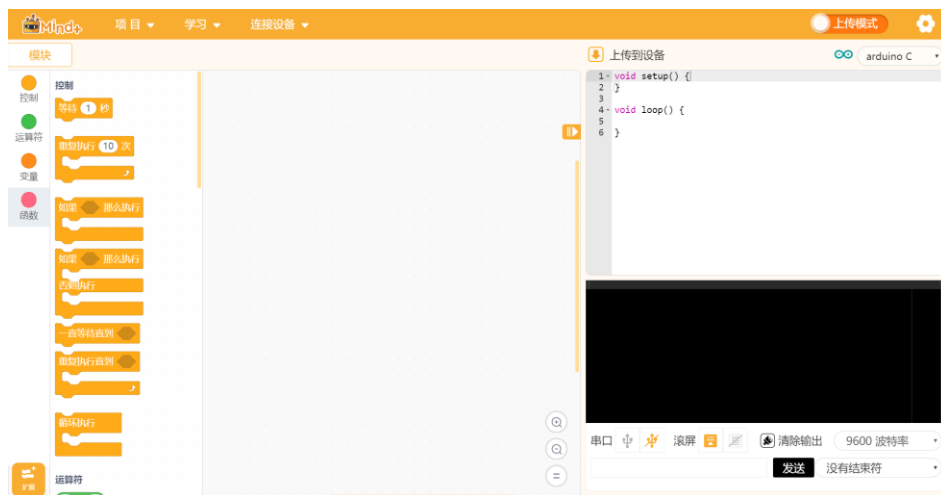 Mind+
项目
学习
连接设备
上传模式
模块
上传到设备
arduino C
控制
运算符
变量
函数
扩展
控制
等待 1 秒
重复执行 10 次
如果 那么执行
如果 那么执行
否则执行
一直等待直到
重复执行直到
循环执行
运算符
1 void setup() {
2 }
3
4 void loop() {
5
6 }
串口 滚屏 清除输出 9600 波特率
发送 没有结束符